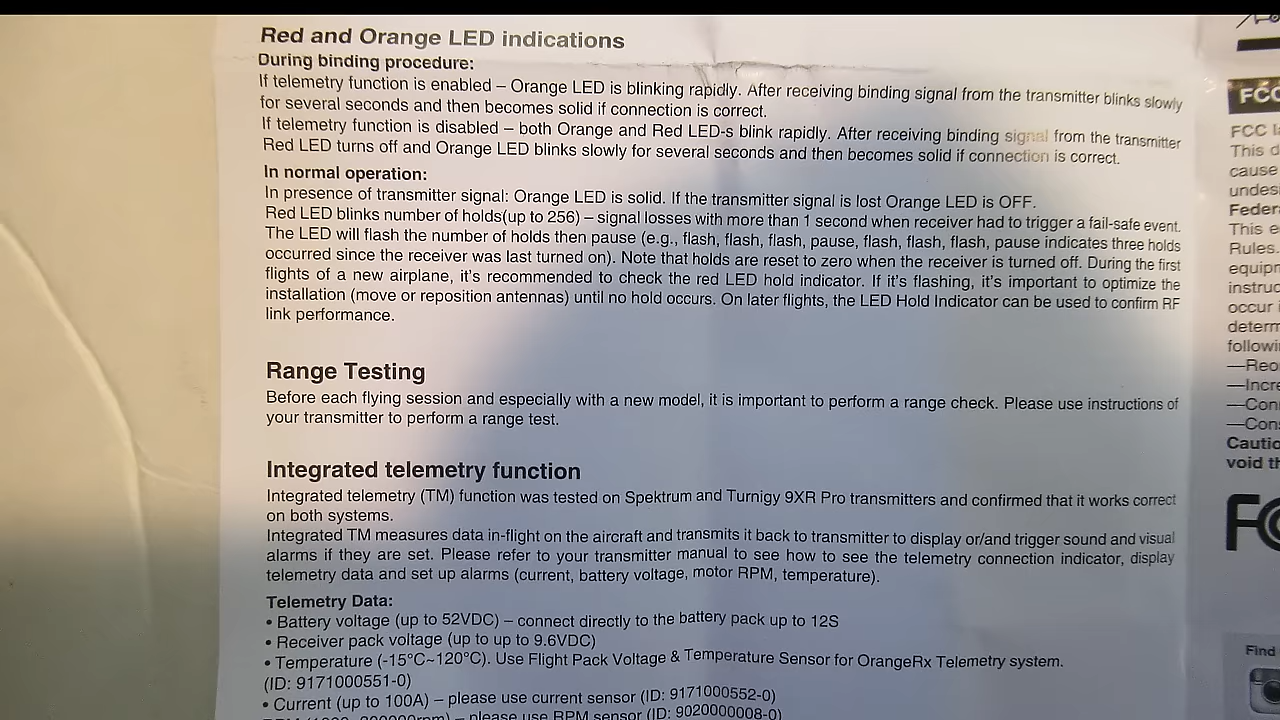 Red and Orange LED indications
During binding procedure:
If telemetry function is enabled – Orange LED is blinking rapidly. After receiving binding signal from the transmitter blinks slowly
for several seconds and then becomes solid if connection is correct.
If telemetry function is disabled – both Orange and Red LED-s blink rapidly. After receiving binding signal from the transmitter
Red LED turns off and Orange LED blinks slowly for several seconds and then becomes solid if connection is correct.
In normal operation:
In presence of transmitter signal: Orange LED is solid. If the transmitter signal is lost Orange LED is OFF.
Red LED blinks number of holds(up to 256) – signal losses with more than 1 second when receiver had to trigger a fail-safe event.
The LED will flash the number of holds then pause (e.g., flash, flash, flash, pause, flash, flash, flash, pause indicates three holds
occurred since the receiver was last turned on). Note that holds are reset to zero when the receiver is turned off. During the first
flights of a new airplane, it's recommended to check the red LED hold indicator. If it's flashing, it's important to optimize the
installation (move or reposition antennas) until no hold occurs. On later flights, the LED Hold Indicator can be used to confirm RF
link performance.
Range Testing
Before each flying session and especially with a new model, it is important to perform a range check. Please use instructions of
your transmitter to perform a range test.
Integrated telemetry function
Integrated telemetry (TM) function was tested on Spektrum and Turnigy 9XR Pro transmitters and confirmed that it works correct
on both systems.
Integrated TM measures data in-flight on the aircraft and transmits it back to transmitter to display or/and trigger sound and visual
alarms if they are set. Please refer to your transmitter manual to see how to see the telemetry connection indicator, display
telemetry data and set up alarms (current, battery voltage, motor RPM, temperature).
Telemetry Data:
• Battery voltage (up to 52VDC) – connect directly to the battery pack up to 12S
• Receiver pack voltage (up to up to 9.6VDC)
• Temperature (-15°C~120°C). Use Flight Pack Voltage & Temperature Sensor for OrangeRx Telemetry system.
(ID: 9171000551-0)
• Current (up to 100A) – please use current sensor (ID: 9171000552-0)
– please use RPM sensor (ID: 9020000008-0)
FCC
This
cause
This
Rules.
occur
void
Find